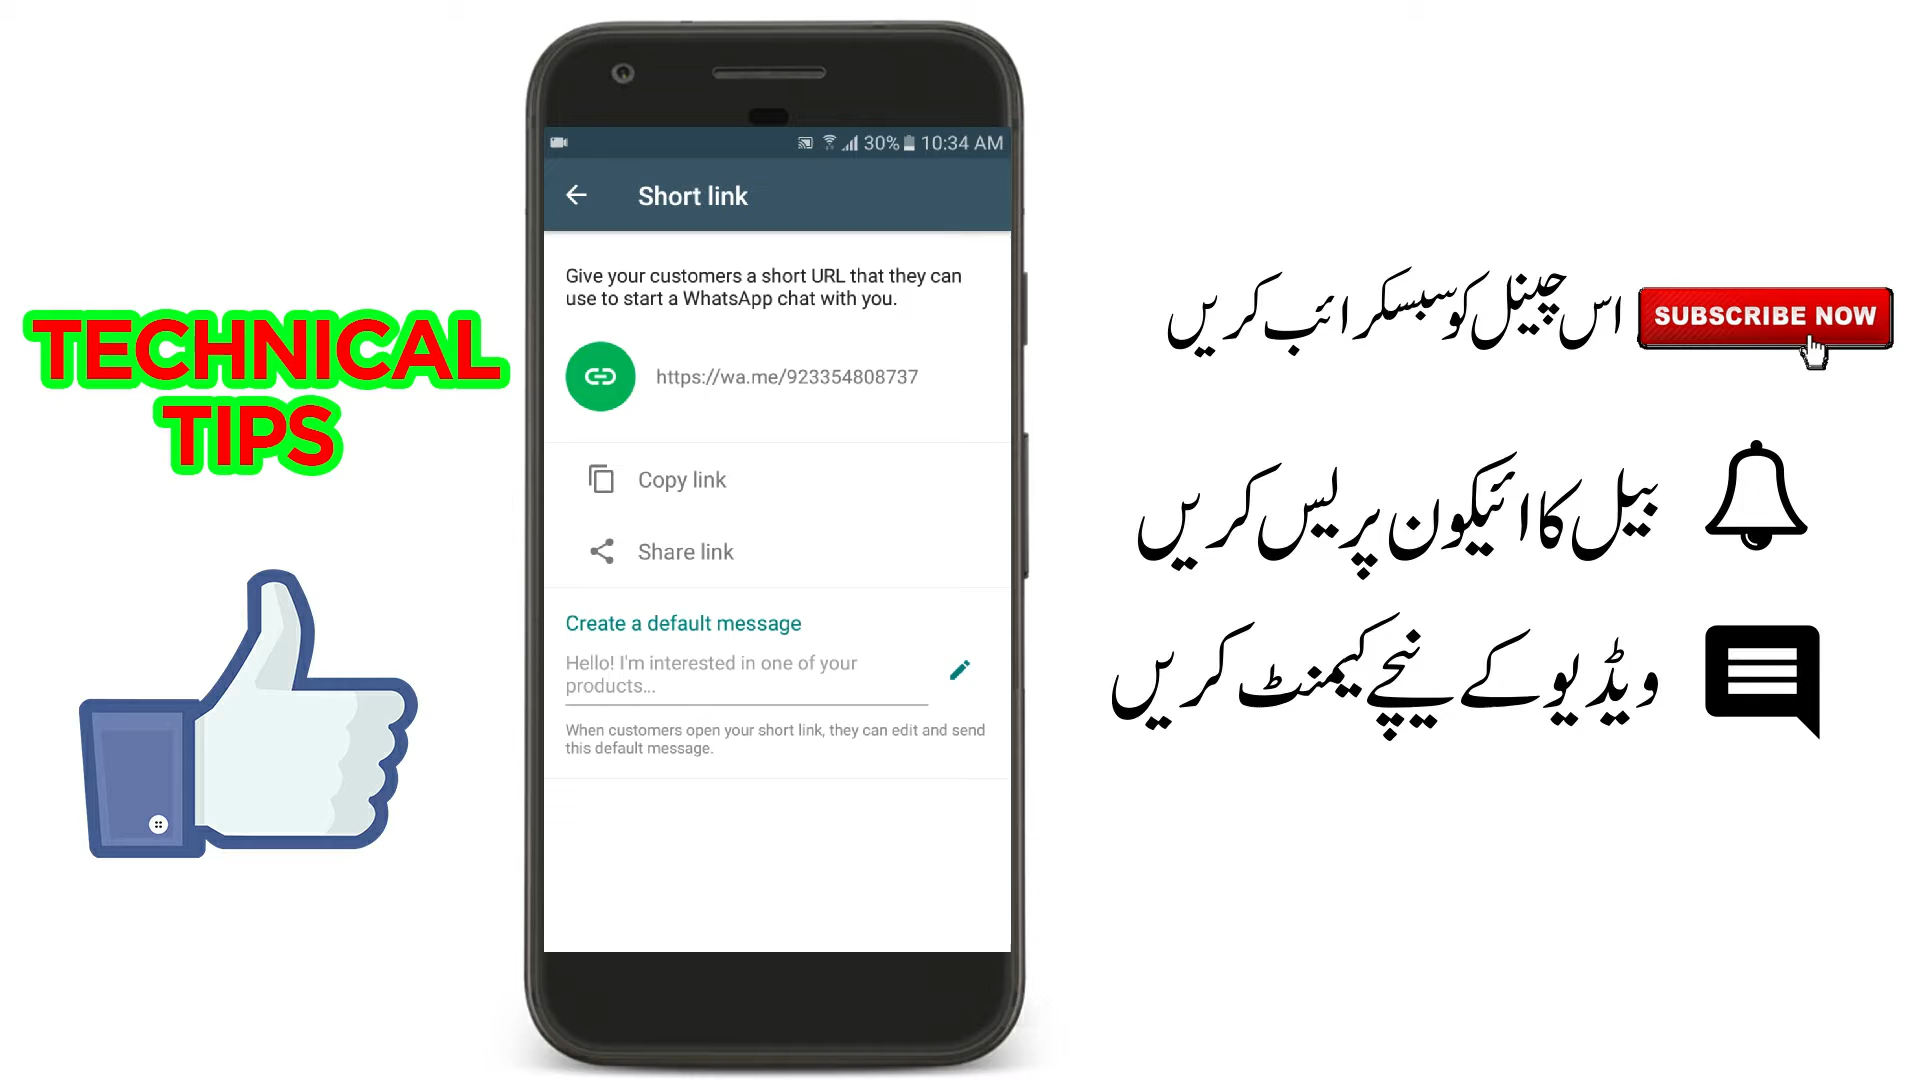 TECHNICAL
TIPS
30% 10:34 AM
Short link
Give your customers a short URL that they can
use to start a WhatsApp chat with you.
https://wa.me/923354808737
Copy link
Share link
Create a default message
Hello! I'm interested in one of your
products...
When customers open your short link, they can edit and send
this default message.
اس چینل کو سبسکرائب کریں
SUBSCRIBE NOW
بیل کا ائیکون پریس کریں
ویڈیو کے نیچے کیمنٹ کریں